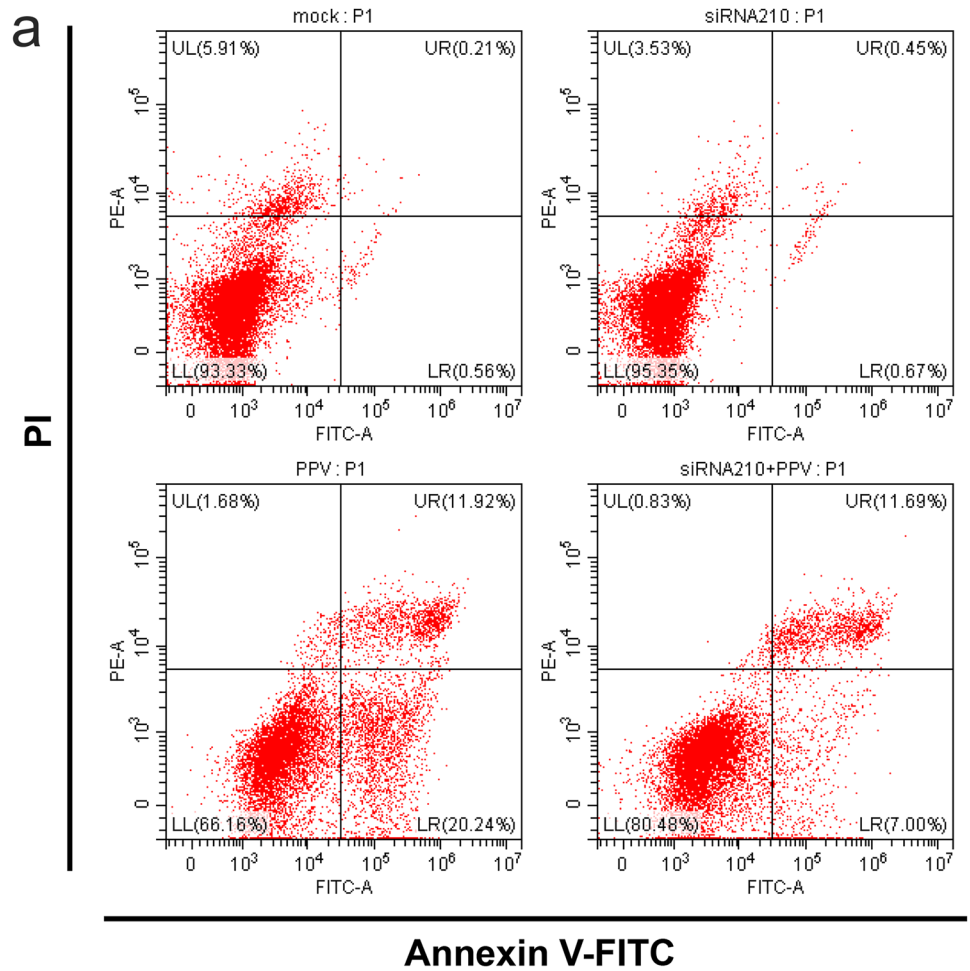 a
mock : P1
UL(5.91%) UR(0.21%)
LL(93.33%) LR(0.56%)
PE-A
10^5
10^4
10^3
0
0 10^3 10^4 10^5 10^6 10^7
FITC-A
siRNA210 : P1
UL(3.53%) UR(0.45%)
LL(95.35%) LR(0.67%)
PE-A
10^5
10^4
10^3
0
0 10^3 10^4 10^5 10^6 10^7
FITC-A
PI
PPV : P1
UL(1.68%) UR(11.92%)
LL(66.16%) LR(20.24%)
PE-A
10^5
10^4
10^3
0
0 10^3 10^4 10^5 10^6 10^7
FITC-A
siRNA210+PPV : P1
UL(0.83%) UR(11.69%)
LL(80.48%) LR(7.00%)
PE-A
10^5
10^4
10^3
0
0 10^3 10^4 10^5 10^6 10^7
FITC-A
Annexin V-FITC